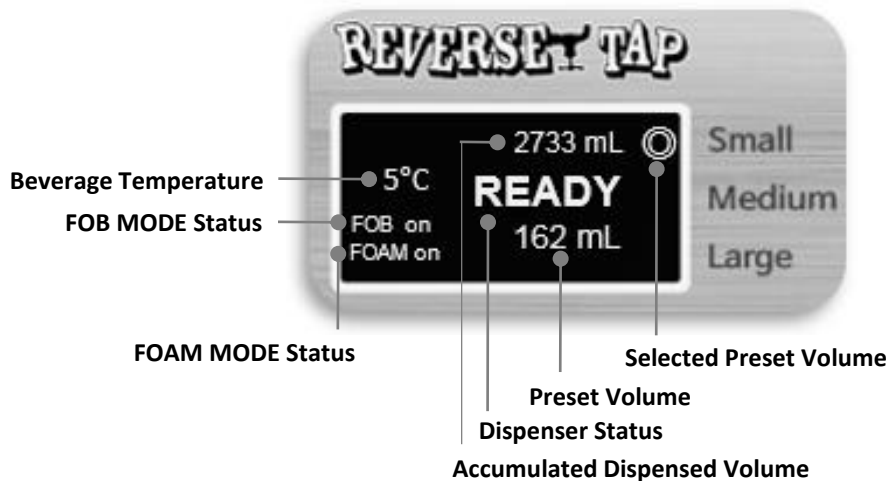 REVERSE TAP
2733 mL
Small
Beverage Temperature
5°C
READY
Medium
FOB MODE Status
FOB on
162 mL
FOAM on
Large
FOAM MODE Status
Selected Preset Volume
Preset Volume
Dispenser Status
Accumulated Dispensed Volume